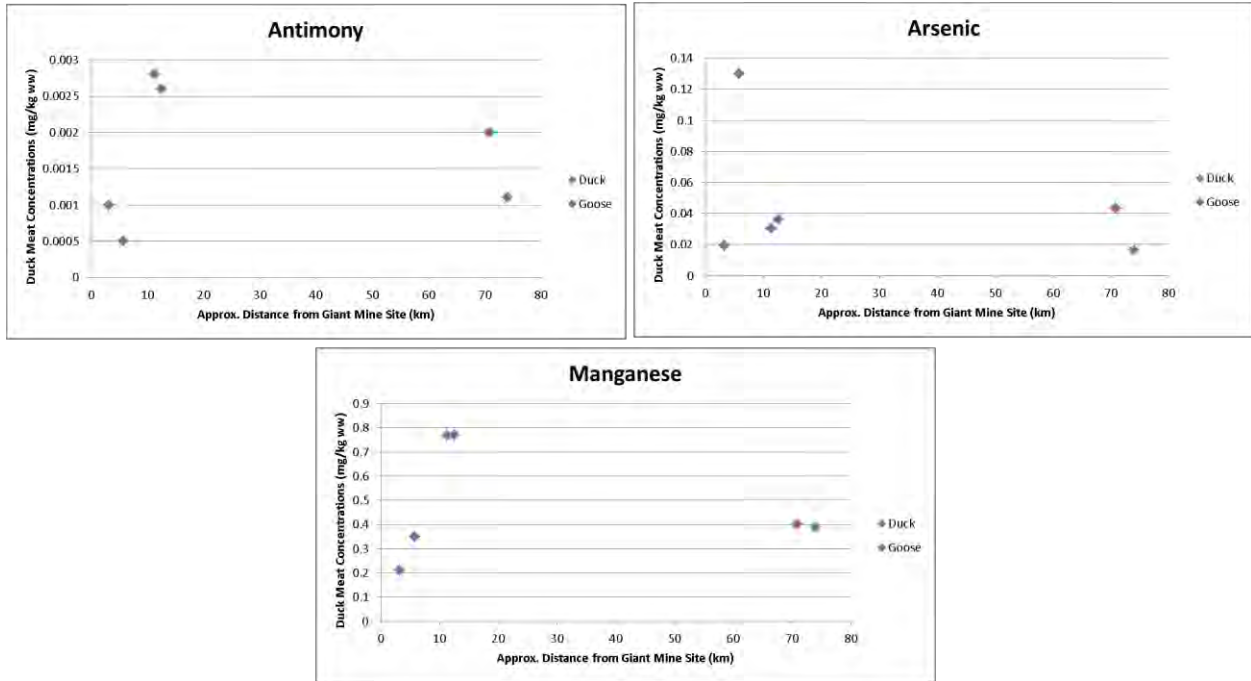 Antimony
Duck Meat Concentrations (mg/kg ww)
0.003
0.0025
0.002
0.0015
0.001
0.0005
0
0 10 20 30 40 50 60 70 80
Approx. Distance from Giant Mine Site (km)
Duck
Goose
Arsenic
Duck Meat Concentrations (mg/kg ww)
0.14
0.12
0.1
0.08
0.06
0.04
0.02
0
0 10 20 30 40 50 60 70 80
Approx. Distance from Giant Mine Site (km)
Duck
Goose
Manganese
Duck Meat Concentrations (mg/kg ww)
0.9
0.8
0.7
0.6
0.5
0.4
0.3
0.2
0.1
0
0 10 20 30 40 50 60 70 80
Approx. Distance from Giant Mine Site (km)
Duck
Goose